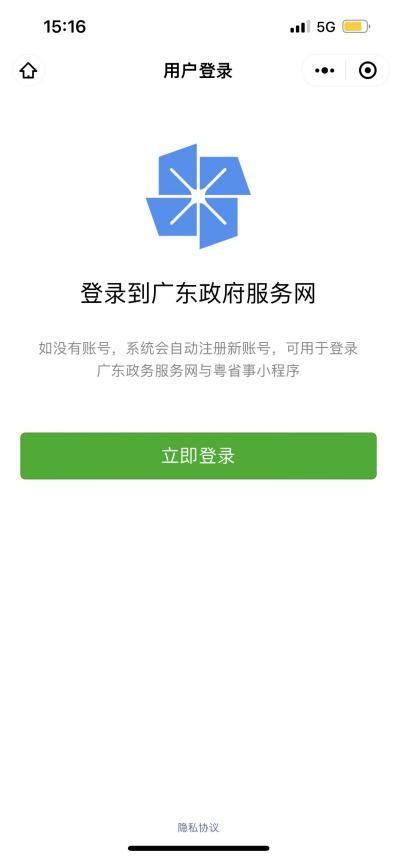 15:16
5G
用户登录
登录到广东政府服务网
如没有账号，系统会自动注册新账号，可用于登录
广东政务服务网与粤省事小程序
立即登录
隐私协议